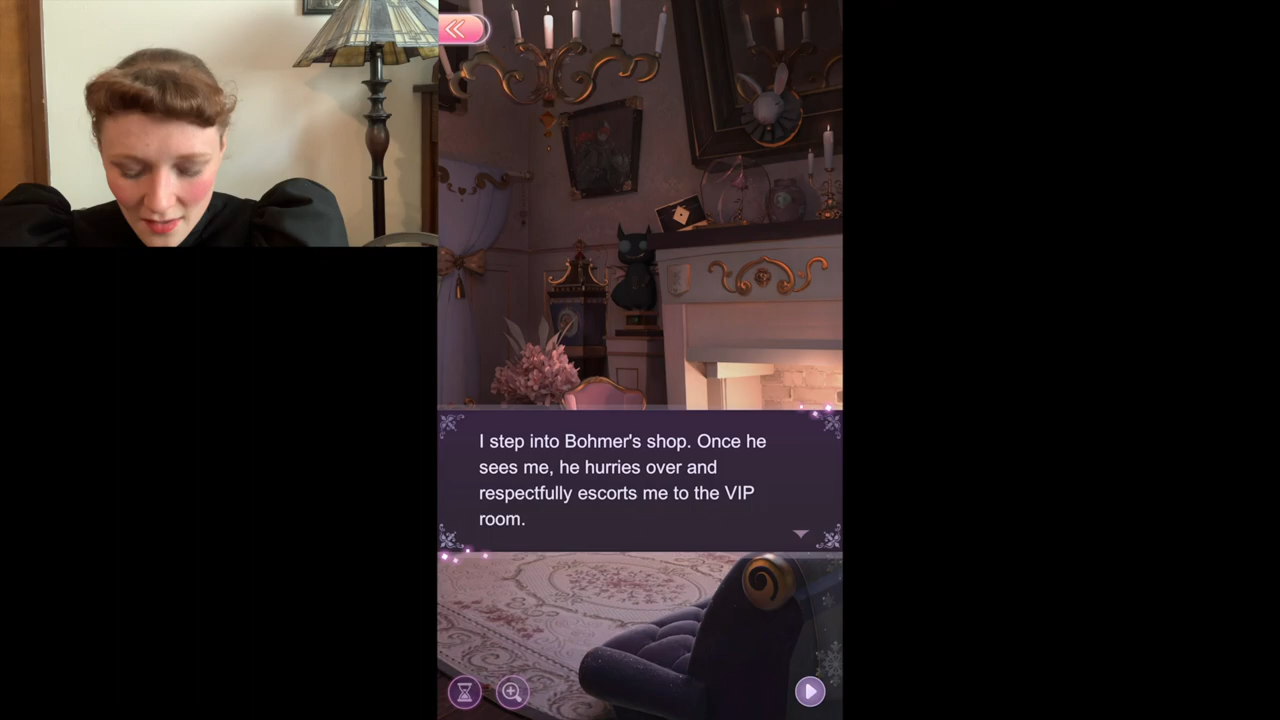 I step into Bohmer's shop. Once he
sees me, he hurries over and
respectfully escorts me to the VIP
room.